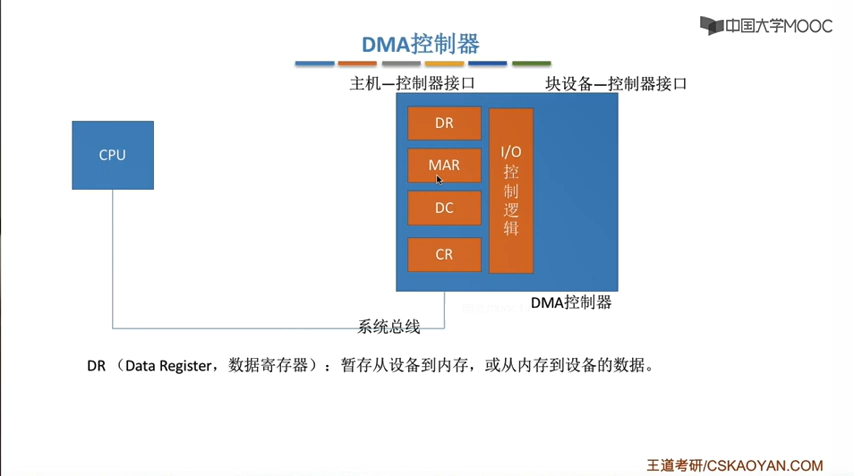 中国大学MOOC
DMA控制器
主机—控制器接口
块设备—控制器接口
CPU
DR
MAR
DC
CR
I/O
控
制
逻
辑
DMA控制器
系统总线
DR （Data Register，数据寄存器）：暂存从设备到内存，或从内存到设备的数据。
王道考研/CSKAOYAN.COM